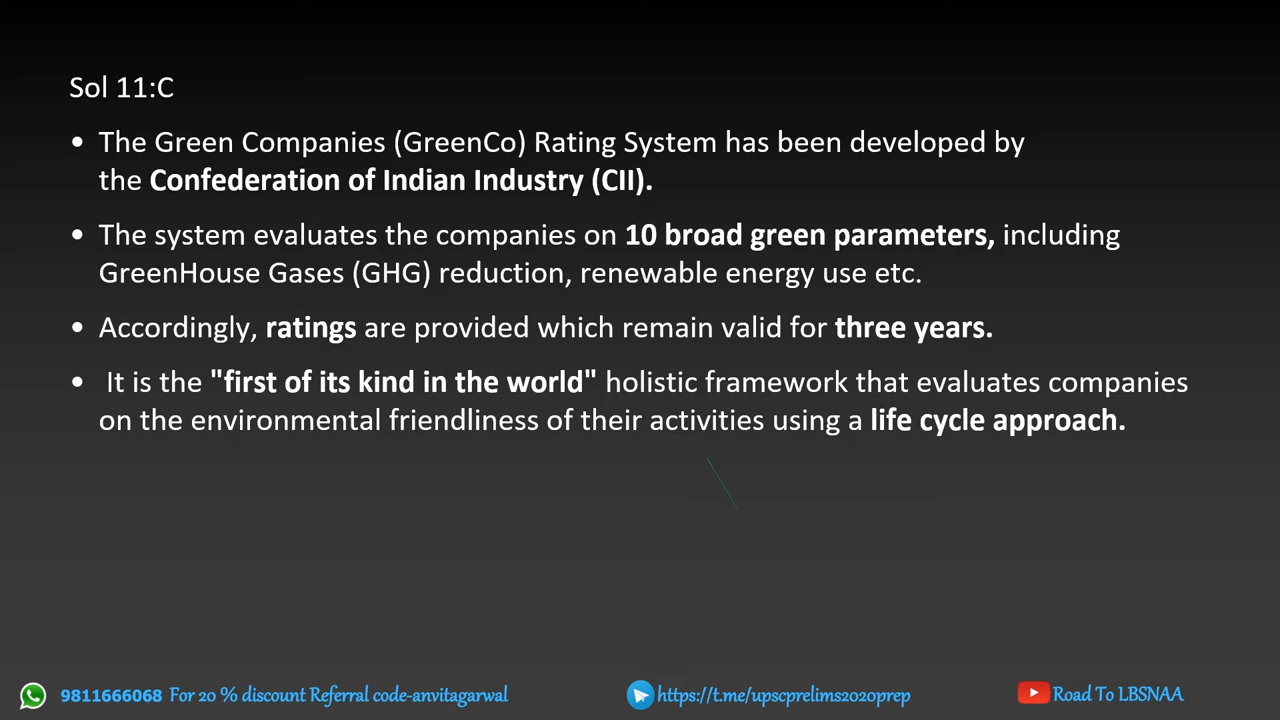 Sol 11:C
• The Green Companies (GreenCo) Rating System has been developed by
the Confederation of Indian Industry (CII).
• The system evaluates the companies on 10 broad green parameters, including
GreenHouse Gases (GHG) reduction, renewable energy use etc.
• Accordingly, ratings are provided which remain valid for three years.
• It is the "first of its kind in the world" holistic framework that evaluates companies
on the environmental friendliness of their activities using a life cycle approach.
9811666068 For 20 % discount Referral code-anvitagarwal
https://t.me/upscprelims2020prep
Road To LBSNAA